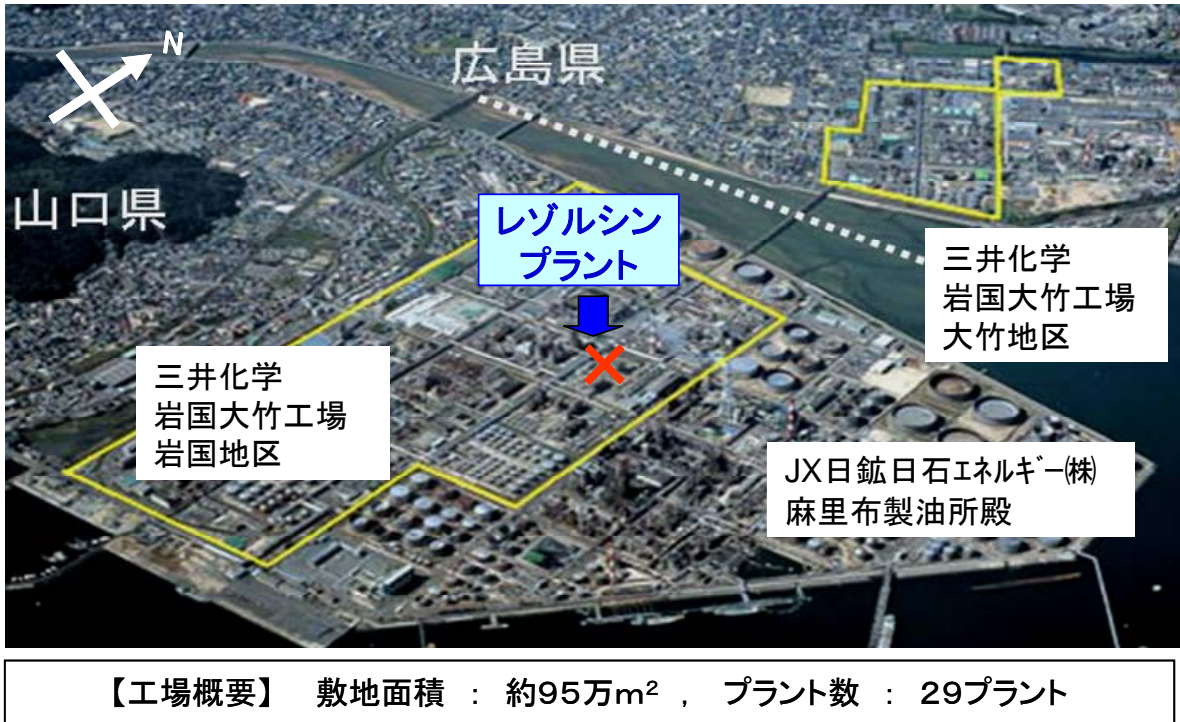 N
広島県
山口県
レゾルシン
プラント
三井化学
岩国大竹工場
大竹地区
三井化学
岩国大竹工場
岩国地区
JX日鉱日石ｴﾈﾙｷﾞｰ㈱
麻里布製油所殿
【工場概要】　敷地面積　：　約95万m²　,　プラント数　：　29プラント